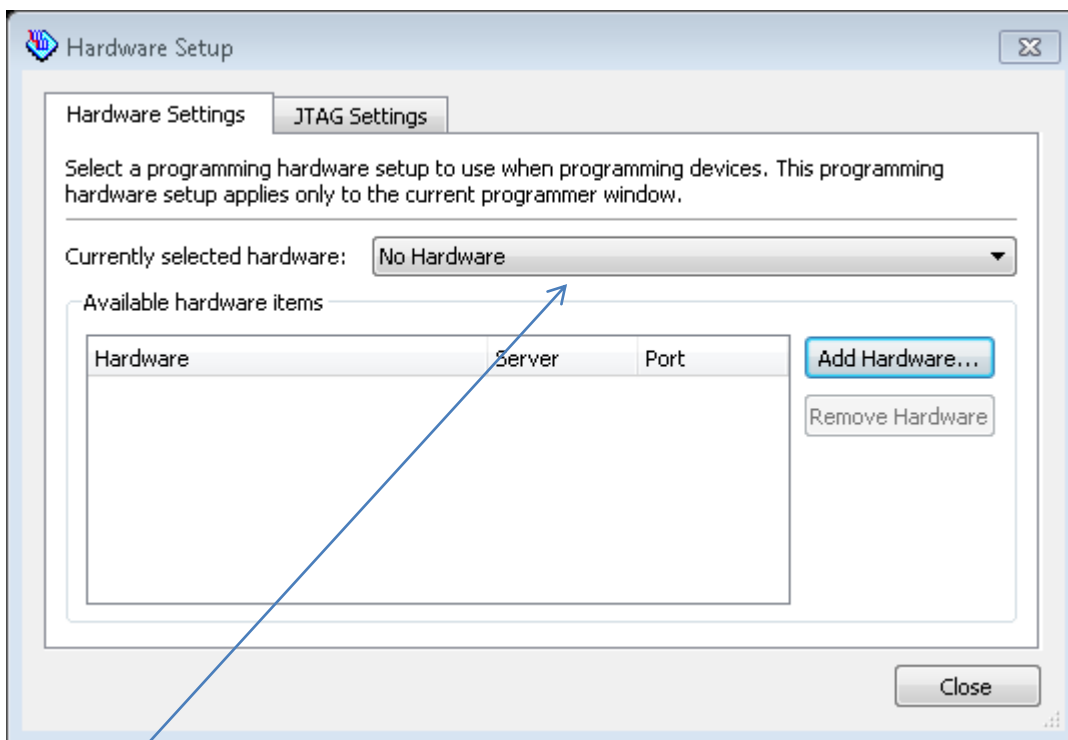 Hardware Setup
Hardware Settings
JTAG Settings
Select a programming hardware setup to use when programming devices. This programming
hardware setup applies only to the current programmer window.
Currently selected hardware:
No Hardware
Available hardware items
Hardware
Server
Port
Add Hardware...
Remove Hardware
Close